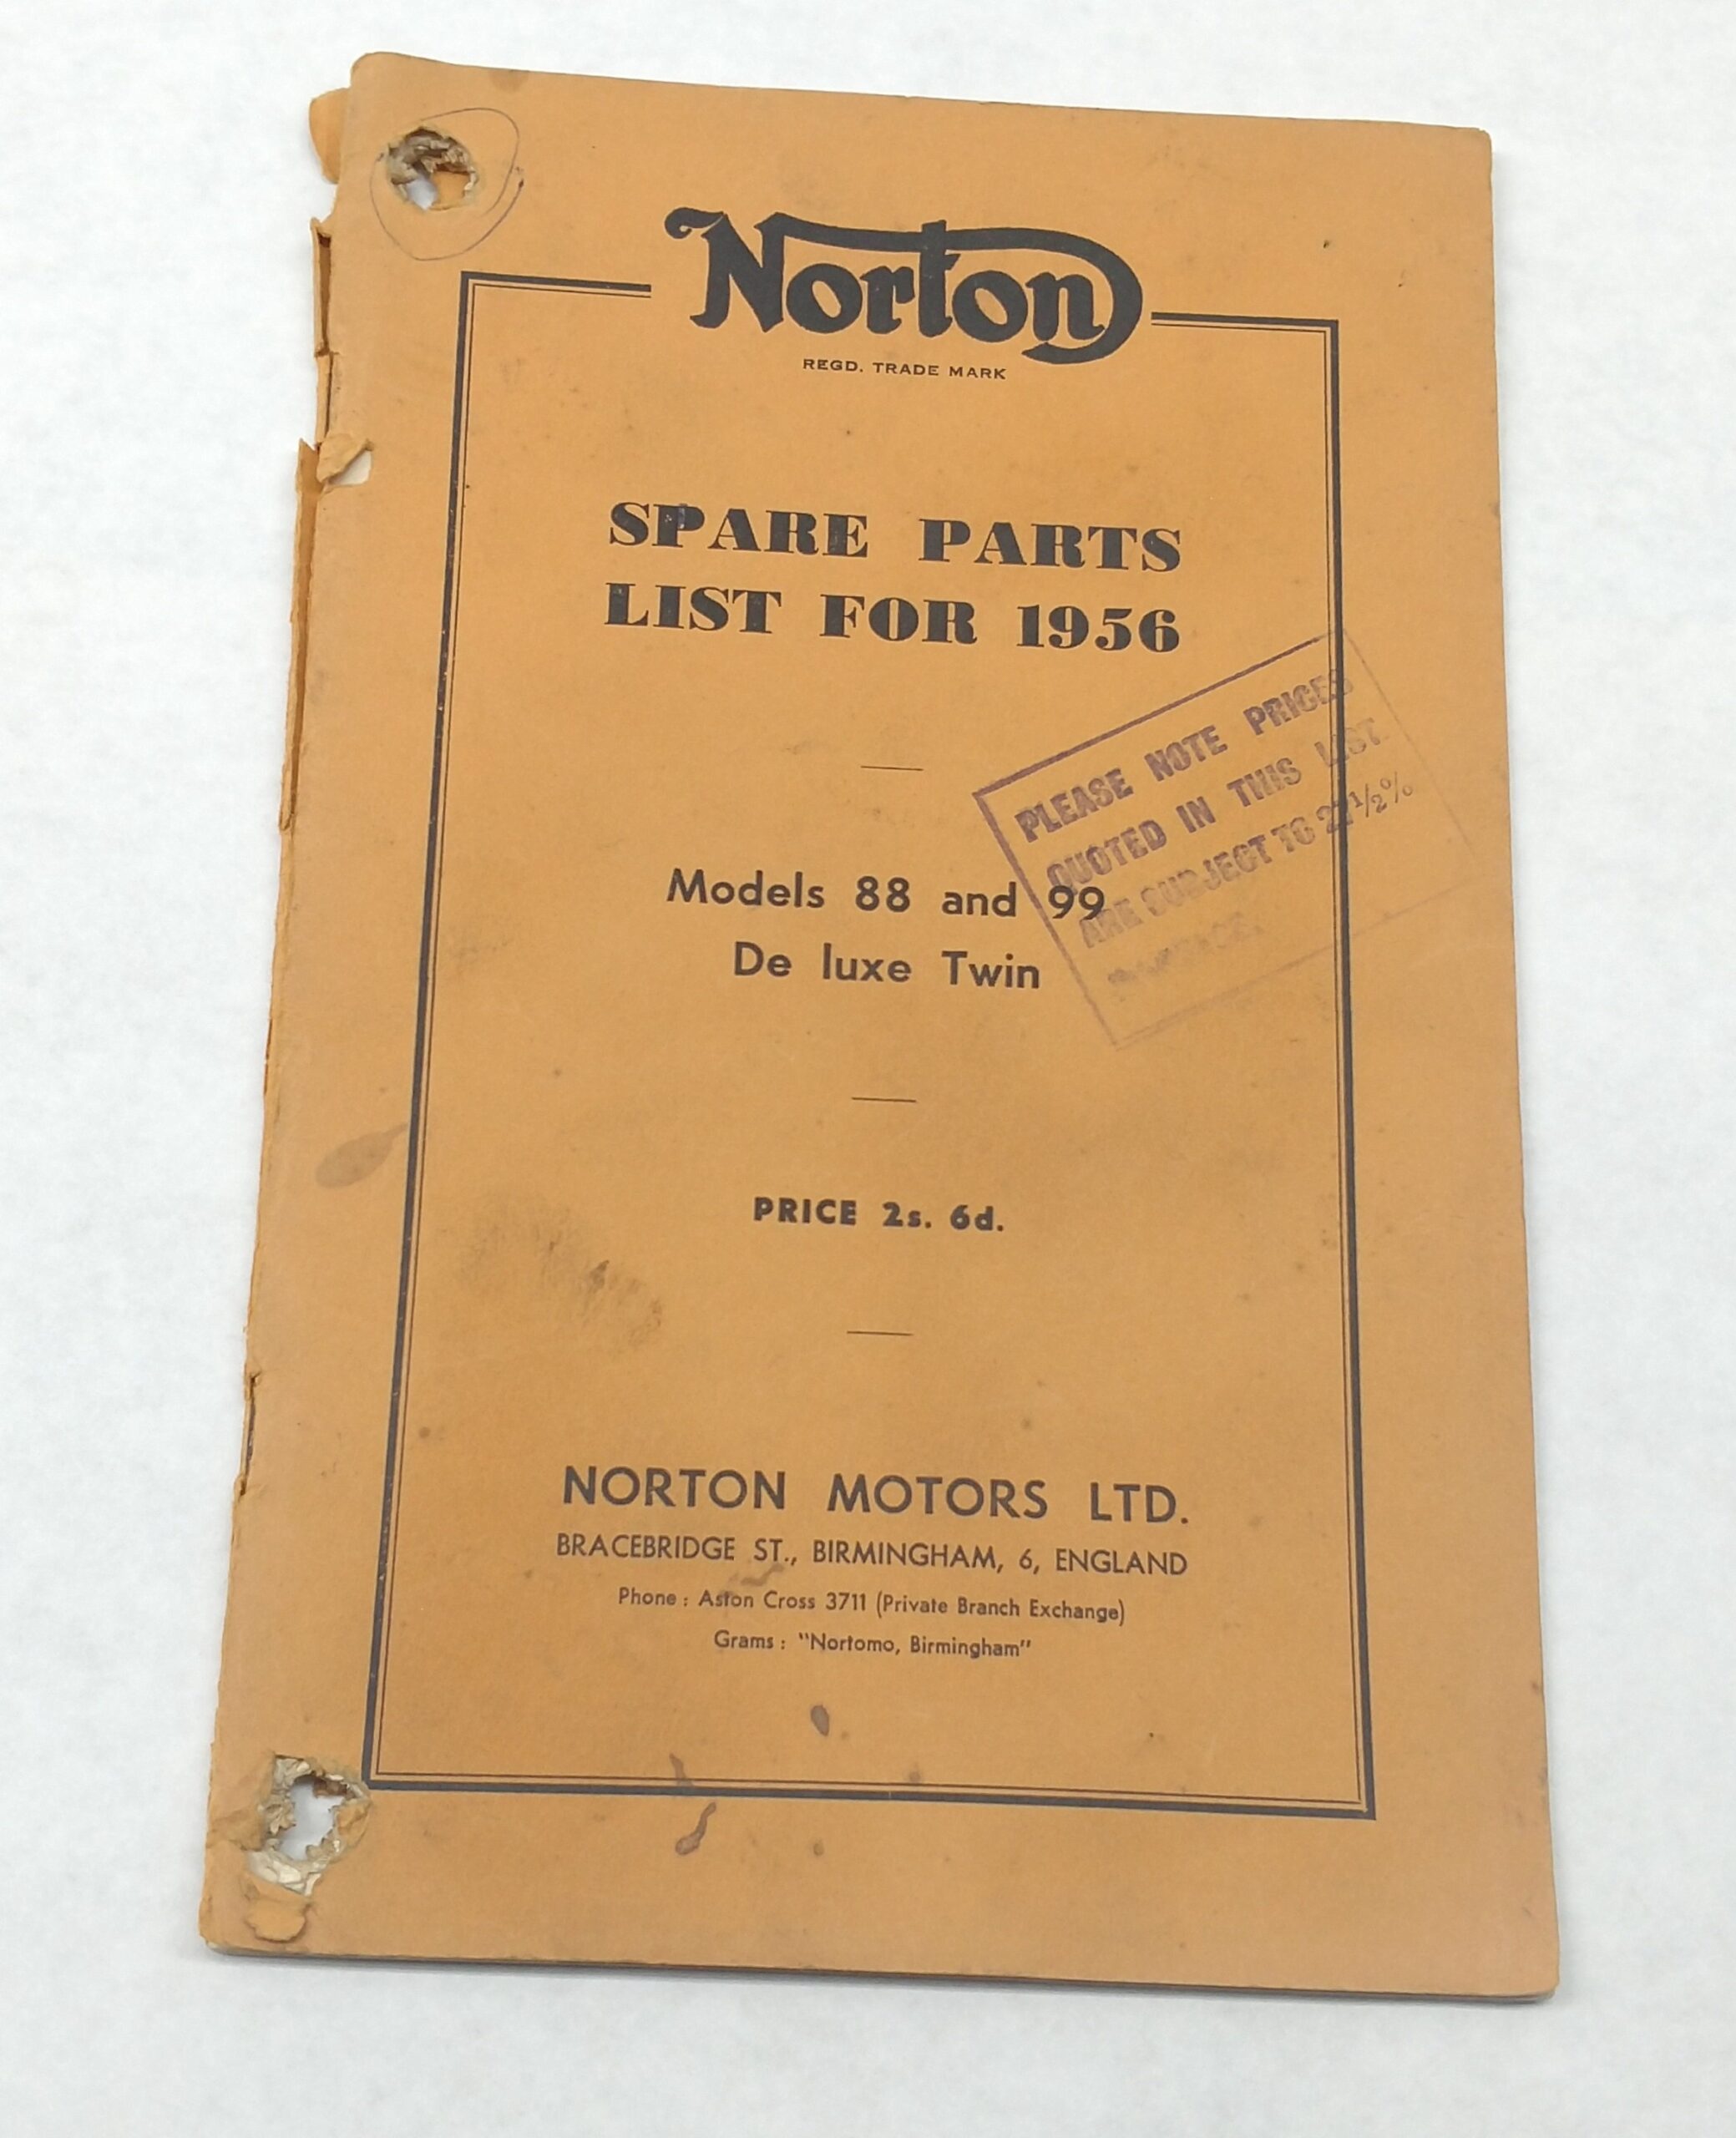 Norton
REGD. TRADE MARK
SPARE PARTS
LIST FOR 1956
PLEASE NOTE PRICES
QUOTED IN THIS LIST.
ARE SUBJECT TO 27½%
Models 88 and 99
De luxe Twin
PRICE 2s. 6d.
NORTON MOTORS LTD.
BRACEBRIDGE ST., BIRMINGHAM, 6, ENGLAND
Phone : Aston Cross 3711 (Private Branch Exchange)
Grams : "Nortomo, Birmingham"